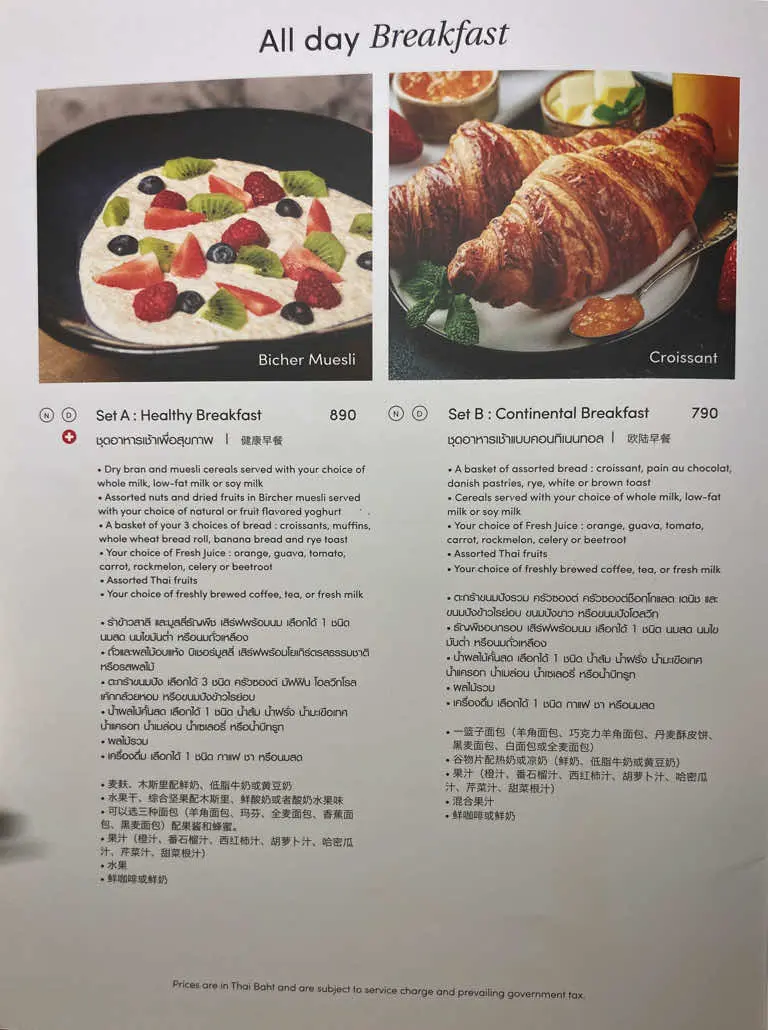 All day Breakfast
Bicher Muesli
Croissant
N D Set A : Healthy Breakfast 890
ชุดอาหารเช้าเพื่อสุขภาพ | 健康早餐
• Dry bran and muesli cereals served with your choice of
whole milk, low-fat milk or soy milk
• Assorted nuts and dried fruits in Bircher muesli served
with your choice of natural or fruit flavored yoghurt
• A basket of your 3 choices of bread : croissants, muffins,
whole wheat bread roll, banana bread and rye toast
• Your choice of Fresh Juice : orange, guava, tomato,
carrot, rockmelon, celery or beetroot
• Assorted Thai fruits
• Your choice of freshly brewed coffee, tea, or fresh milk
• รำข้าวสาลี และมูสลี่ธัญพืช เสิร์ฟพร้อมนม เลือกได้ 1 ชนิด
นมสด นมไขมันต่ำ หรือนมถั่วเหลือง
• ถั่วและผลไม้อบแห้ง บิเชอร์มูสลี่ เสิร์ฟพร้อมโยเกิร์ตรสธรรมชาติ
หรือรสผลไม้
• ตะกร้าขนมปัง เลือกได้ 3 ชนิด ครัวซองต์ มัฟฟิน โฮลวีทโรล
เค้กกล้วยหอม หรือขนมปังข้าวไรย์อบ
• น้ำผลไม้คั้นสด เลือกได้ 1 ชนิด น้ำส้ม น้ำฝรั่ง น้ำมะเขือเทศ
น้ำแครอท น้ำเมล่อน น้ำเซเลอรี่ หรือน้ำบีทรูท
• ผลไม้รวม
• เครื่องดื่ม เลือกได้ 1 ชนิด กาแฟ ชา หรือนมสด
• 麦麸、木斯里配鲜奶、低脂牛奶或黄豆奶
• 水果干、综合坚果配木斯里、鲜酸奶或者酸奶水果味
• 可以选三种面包（羊角面包、玛芬、全麦面包、香蕉面
包、黑麦面包）配果酱和蜂蜜。
• 果汁（橙汁、番石榴汁、西红柿汁、胡萝卜汁、哈密瓜
汁、芹菜汁、甜菜根汁）
• 水果
• 鲜咖啡或鲜奶
N D Set B : Continental Breakfast 790
ชุดอาหารเช้าแบบคอนทิเนนทอล | 欧陆早餐
• A basket of assorted bread : croissant, pain au chocolat,
danish pastries, rye, white or brown toast
• Cereals served with your choice of whole milk, low-fat
milk or soy milk
• Your choice of Fresh Juice : orange, guava, tomato,
carrot, rockmelon, celery or beetroot
• Assorted Thai fruits
• Your choice of freshly brewed coffee, tea, or fresh milk
• ตะกร้าขนมปังรวม ครัวซองต์ ครัวซองต์ช็อกโกแลต เดนิช และ
ขนมปังข้าวไรย์อบ ขนมปังขาว หรือขนมปังโฮลวีท
• ธัญพืชอบกรอบ เสิร์ฟพร้อมนม เลือกได้ 1 ชนิด นมสด นมไข
มันต่ำ หรือนมถั่วเหลือง
• น้ำผลไม้คั้นสด เลือกได้ 1 ชนิด น้ำส้ม น้ำฝรั่ง น้ำมะเขือเทศ
น้ำแครอท น้ำเมล่อน น้ำเซเลอรี่ หรือน้ำบีทรูท
• ผลไม้รวม
• เครื่องดื่ม เลือกได้ 1 ชนิด กาแฟ ชา หรือนมสด
• 一篮子面包（羊角面包、巧克力羊角面包、丹麦酥皮饼、
黑麦面包、白面包或全麦面包）
• 谷物片配热奶或凉奶（鲜奶、低脂牛奶或黄豆奶）
• 果汁（橙汁、番石榴汁、西红柿汁、胡萝卜汁、哈密瓜
汁、芹菜汁、甜菜根汁）
• 混合果汁
• 鲜咖啡或鲜奶
Prices are in Thai Baht and are subject to service charge and prevailing government tax.